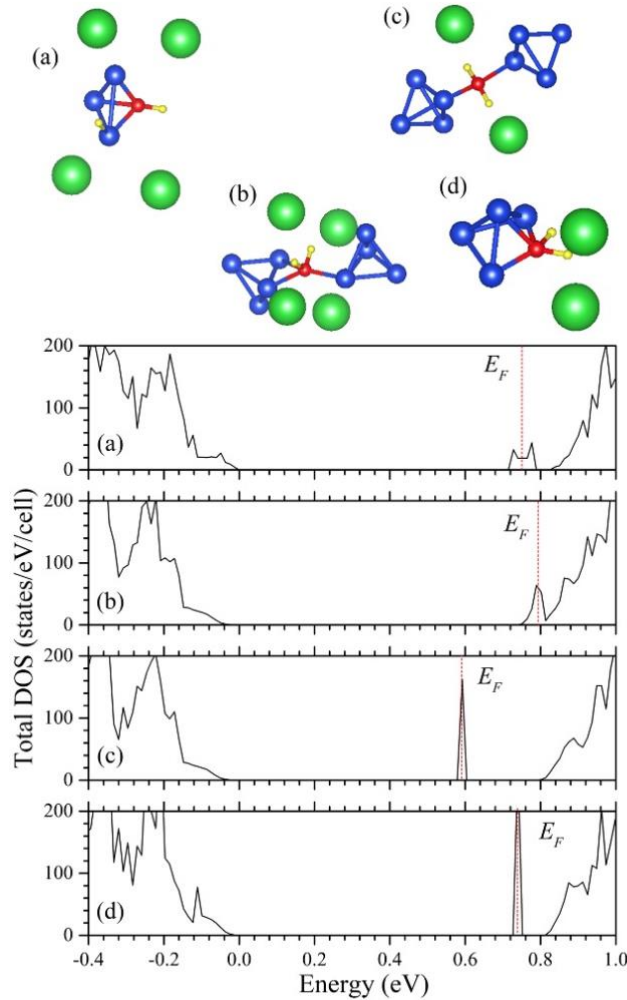 (a)
(c)
(b)
(d)
200
100
0
(a)
E_F
200
100
0
(b)
E_F
200
100
0
(c)
E_F
200
100
0
(d)
E_F
Total DOS (states/eV/cell)
-0.4 -0.2 0.0 0.2 0.4 0.6 0.8 1.0
Energy (eV)